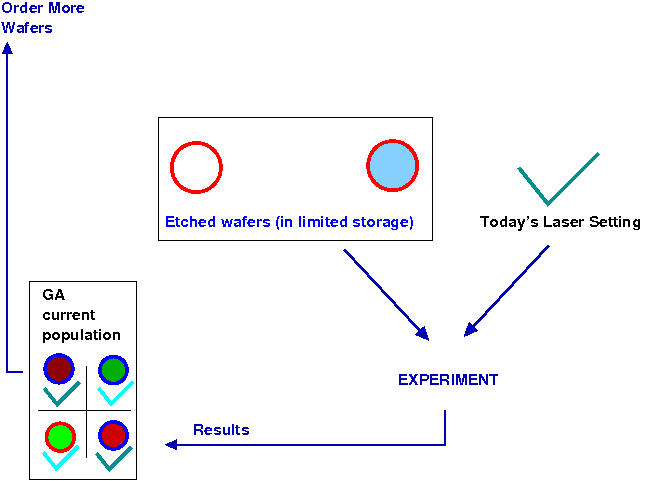 Order More
Wafers
Etched wafers (in limited storage)
Today's Laser Setting
GA
current
population
EXPERIMENT
Results